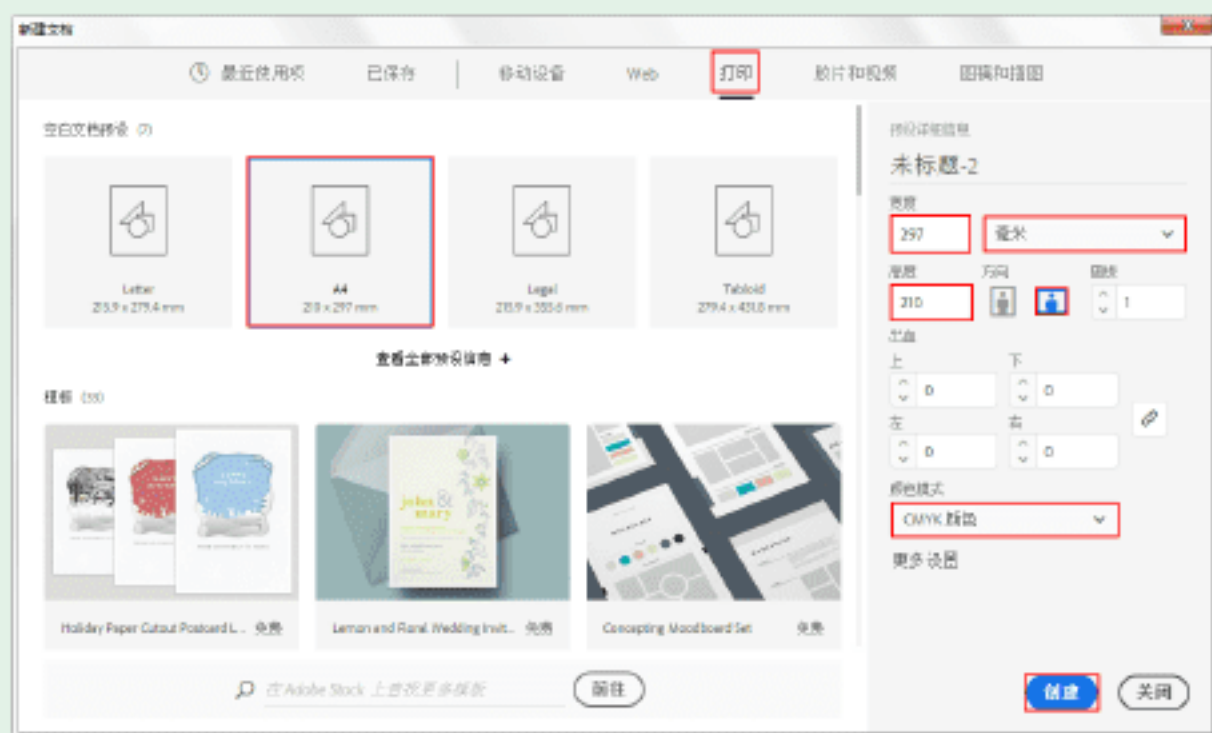 新建文档
最近使用项 已保存 移动设备 Web 打印 胶片和视频 图稿和插图
空白文档预设 (7)
Letter
215.9 x 279.4 mm
A4
210 x 297 mm
Legal
215.9 x 355.6 mm
Tabloid
279.4 x 431.8 mm
查看全部预设信息 +
模板 (33)
john &
mary
Holiday Paper Cutout Postcard L... 免费
Lemon and Floral Wedding Invit... 免费
Concepting Moodboard Set 免费
在 Adobe Stock 上查找更多模板
前往
预设详细信息
未标题-2
宽度
297 毫米
高度 方向 画板
210 1
出血
上 下
0 0
左 右
0 0
颜色模式
CMYK 颜色
更多设置
创建 关闭